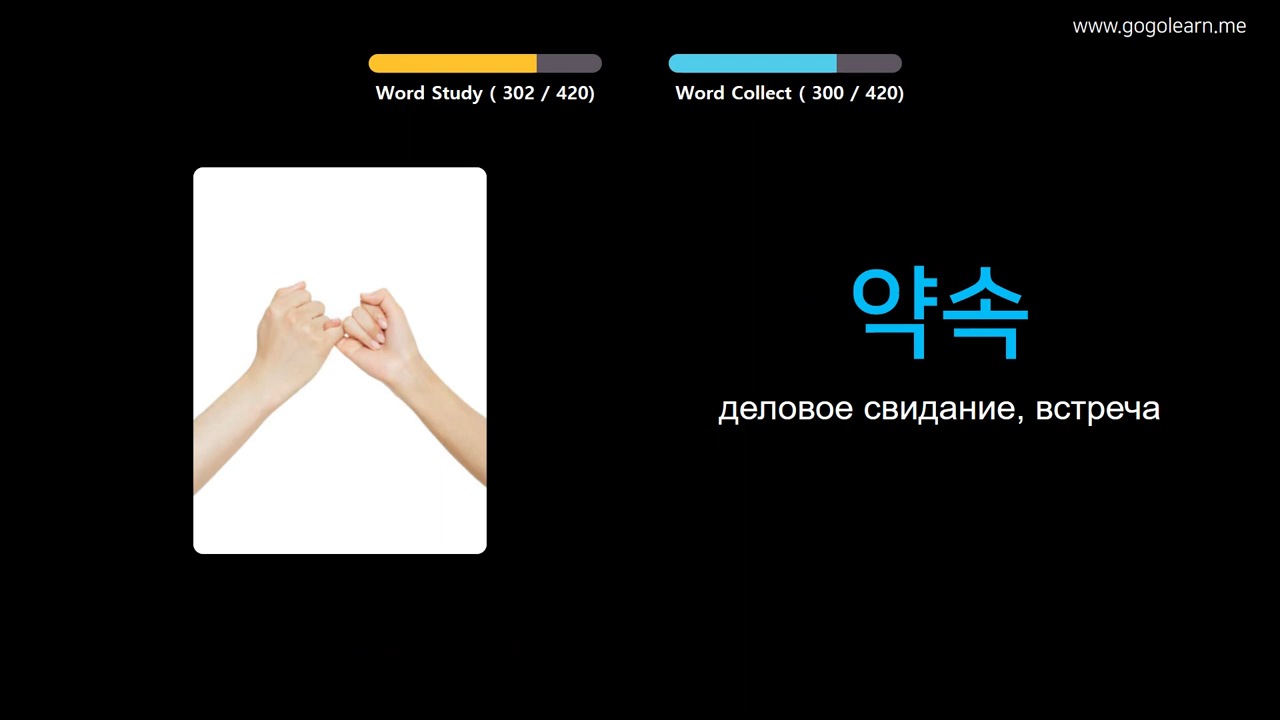 www.gogolearn.me
Word Study ( 302 / 420)
Word Collect ( 300 / 420)
약속
деловое свидание, встреча